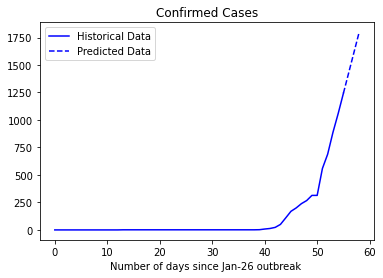 Confirmed Cases
Historical Data
Predicted Data
1750
1500
1250
1000
750
500
250
0
0 10 20 30 40 50 60
Number of days since Jan-26 outbreak